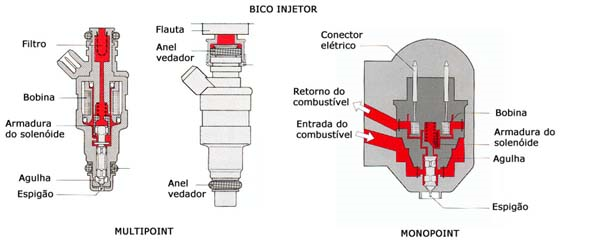 BICO INJETOR
Filtro
Bobina
Armadura
do solenóide
Agulha
Espigão
Flauta
Anel
vedador
Anel
vedador
MULTIPOINT
Conector
elétrico
Retorno do
combustível
Entrada do
combustível
Bobina
Armadura do
solenóide
Agulha
Espigão
MONOPOINT